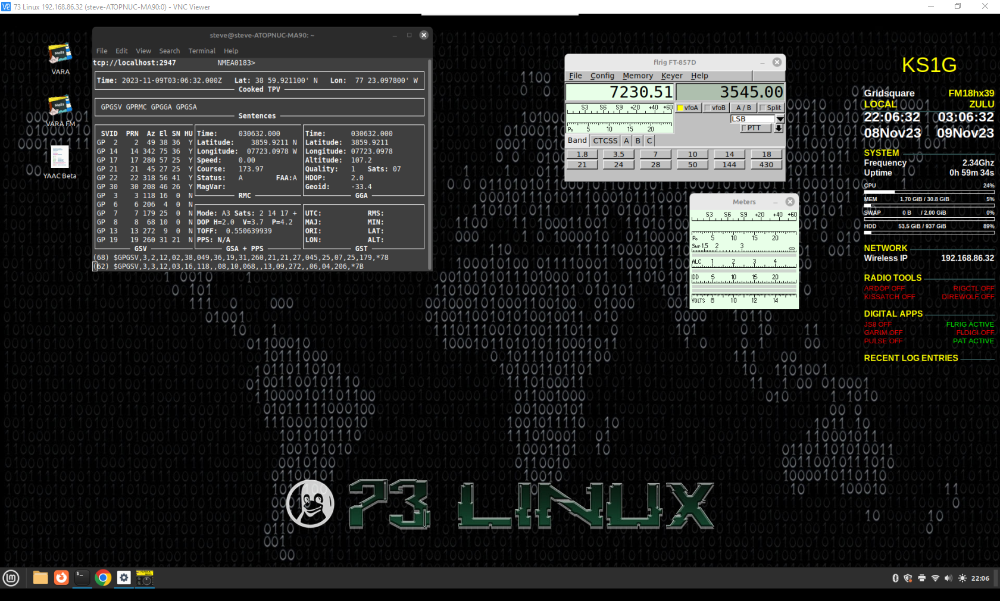 73 Linux 192.168.86.32 (steve-ATOPNUC-MA90:0) - VNC Viewer
VARA
VARA FM
YAAC Beta
steve@steve-ATOPNUC-MA90: ~
File Edit View Search Terminal Help
tcp://localhost:2947 NMEA0183>
Time: 2023-11-09T03:06:32.000Z Lat: 38 59.921100' N Lon: 77 23.097800' W
Cooked TPV
GPGSV GPRMC GPGGA GPGSA
Sentences
SVID PRN Az El SN HU
GP 2 2 49 38 36 Y
GP 14 14 342 75 36 Y
GP 17 17 280 57 25 Y
GP 21 21 45 27 25 Y
GP 22 22 318 56 41 Y
GP 30 30 208 46 26 Y
GP 3 3 118 16 0 N
GP 6 6 206 4 0 N
GP 7 7 179 25 0 N
GP 8 8 68 10 0 N
GP 13 13 272 9 0 N
GP 19 19 260 31 21 N
GSV
Time: 030632.000
Latitude: 3859.9211 N
Longitude: 07723.0978 W
Speed: 0.00
Course: 173.97
Status: A FAA:A
MagVar:
RMC
Time: 030632.000
Latitude: 3859.9211
Longitude: 07723.0978
Altitude: 107.2
Quality: 1 Sats: 07
HDOP: 2.0
Geoid: -33.4
GGA
Mode: A3 Sats: 2 14 17 +
DOP H=2.0 V=3.7 P=4.2
TOFF: 0.550639939
PPS: N/A
GSA + PPS
UTC: RMS:
MAJ: MIN:
ORI: LAT:
LON: ALT:
GST
(68) $GPGSV,3,2,12,02,38,049,36,19,31,260,21,21,27,045,25,07,25,179,*78
(62) $GPGSV,3,3,12,03,16,118,,08,10,068,,13,09,272,,06,04,206,*7B
flrig FT-857D
File Config Memory Keyer Help
7230.51 3545.00
S3 S6 S9 +20 +40 +60
Po 5 10 15 20
vfoA vfoB A / B Split
LSB
PTT
Band CTCSS A B C
1.8 3.5 7 10 14 18
21 24 28 50 144 430
Meters
S3 S6 S9 +20 +40 +60
Po 5 10 15 20
Swr 1.5 2 3 ∞
ALC 1 2 3 4
IDD 5 10 15 20
VOLTS 8 10 12 14
KS1G
Gridsquare FM18hx39
LOCAL ZULU
22:06:32 03:06:32
08Nov23 09Nov23
SYSTEM
Frequency 2.34Ghz
Uptime 0h 59m 34s
CPU 24%
MEM 1.70 GiB / 30.8 GiB 5%
SWAP 0 B / 2.00 GiB 0%
HDD 53.5 GiB / 937 GiB 89%
NETWORK
Wireless IP 192.168.86.32
RADIO TOOLS
ARDOP OFF RIGCTL OFF
KISSATCH OFF DIREWOLF OFF
DIGITAL APPS
JS8 OFF FLRIG ACTIVE
GARIM OFF FLDIGI OFF
PULSE OFF PAT ACTIVE
RECENT LOG ENTRIES
73 LINUX
22:06